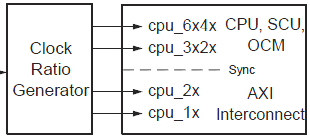 Clock
Ratio
Generator
cpu_6x4x
cpu_3x2x
CPU, SCU,
OCM
Sync
cpu_2x
cpu_1x
AXI
Interconnect